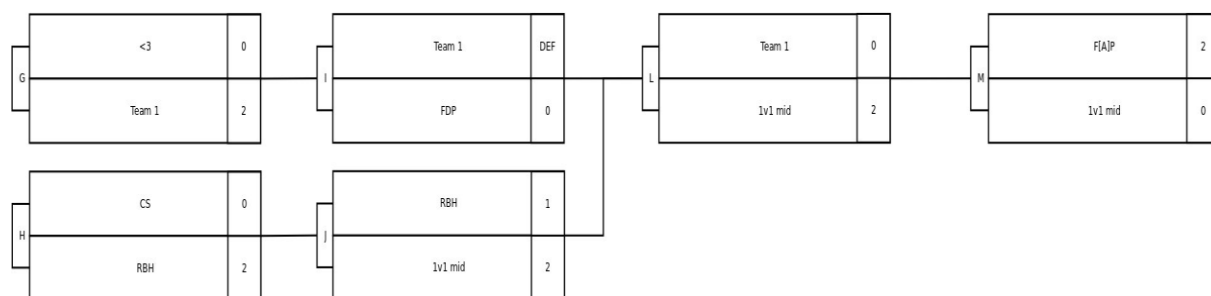 G
<3 0
Team 1 2
I
Team 1 DEF
FDP 0
L
Team 1 0
1v1 mid 2
M
F[A]P 2
1v1 mid 0
H
CS 0
RBH 2
J
RBH 1
1v1 mid 2